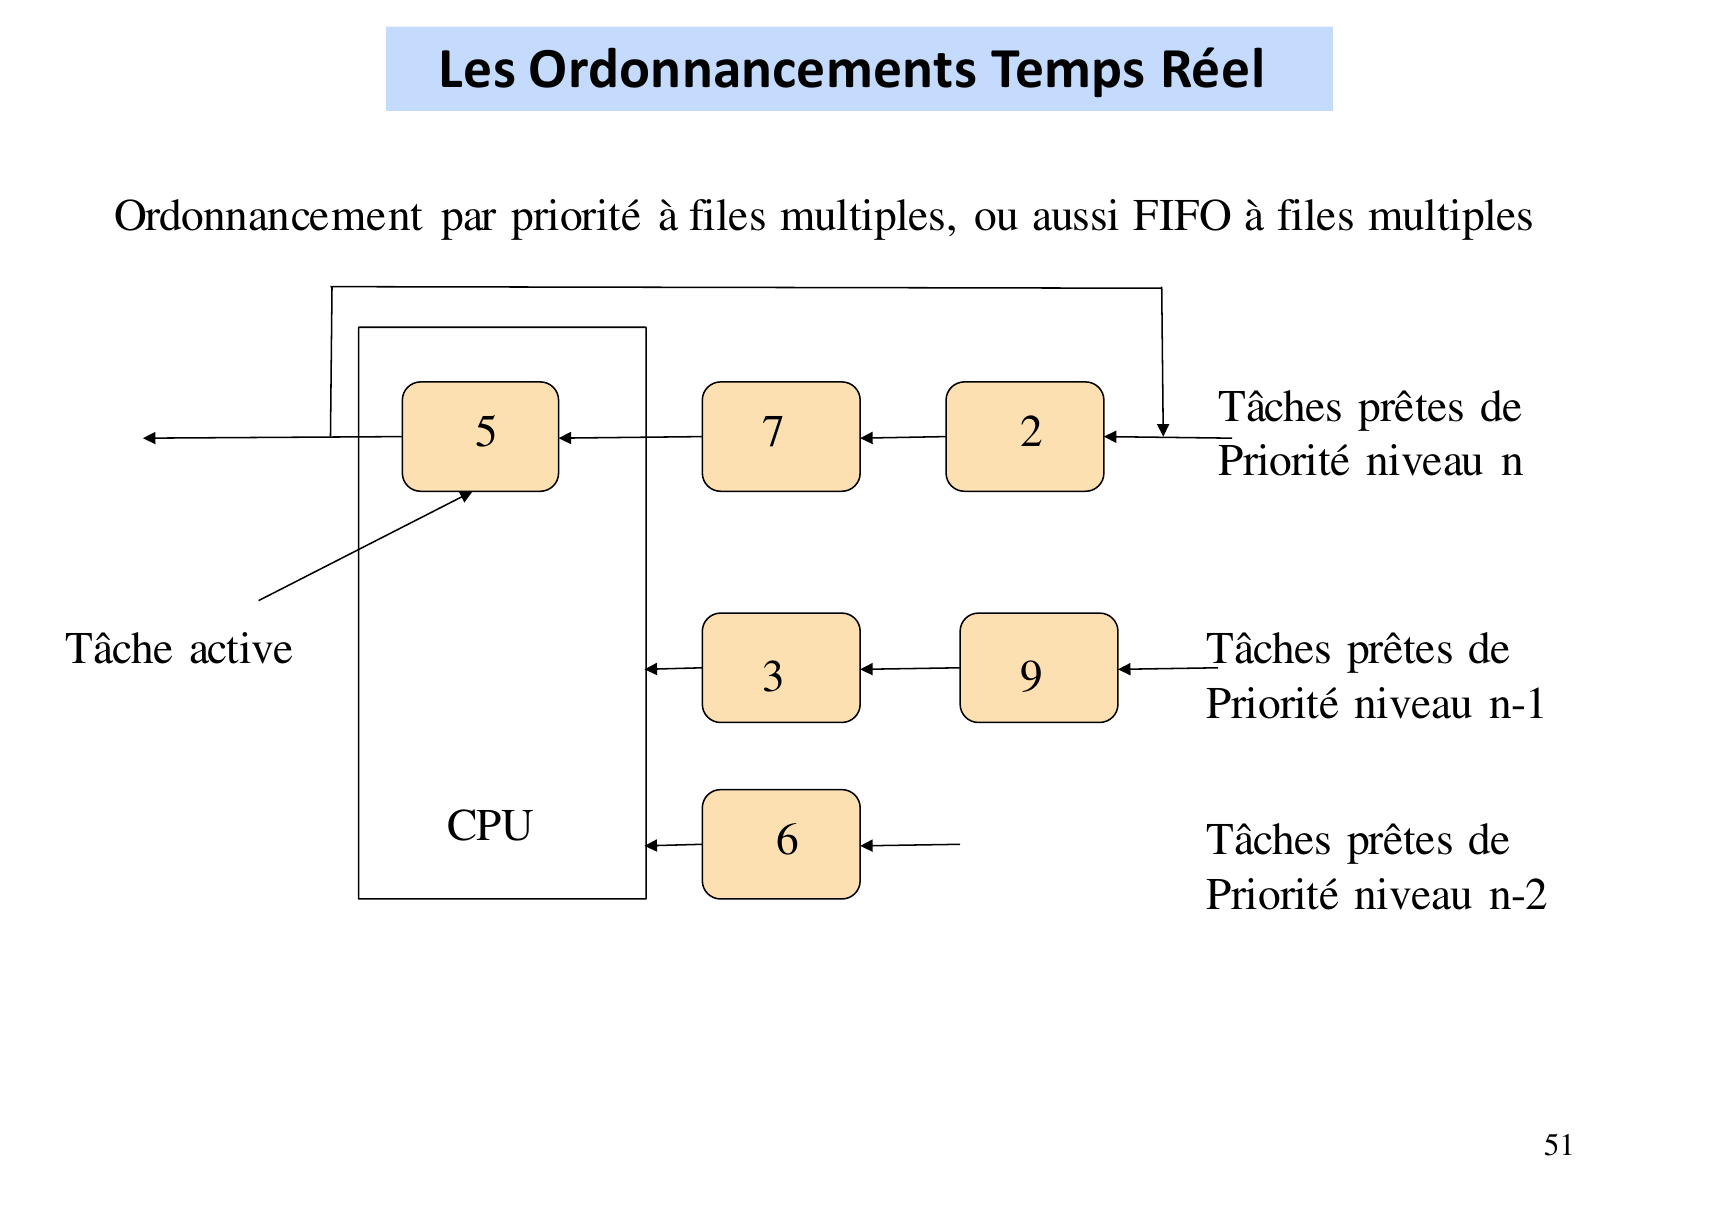 Les Ordonnancements Temps Réel
Ordonnancement par priorité à files multiples, ou aussi FIFO à files multiples
5
7
2
Tâches prêtes de
Priorité niveau n
Tâche active
3
9
Tâches prêtes de
Priorité niveau n-1
CPU
6
Tâches prêtes de
Priorité niveau n-2
51